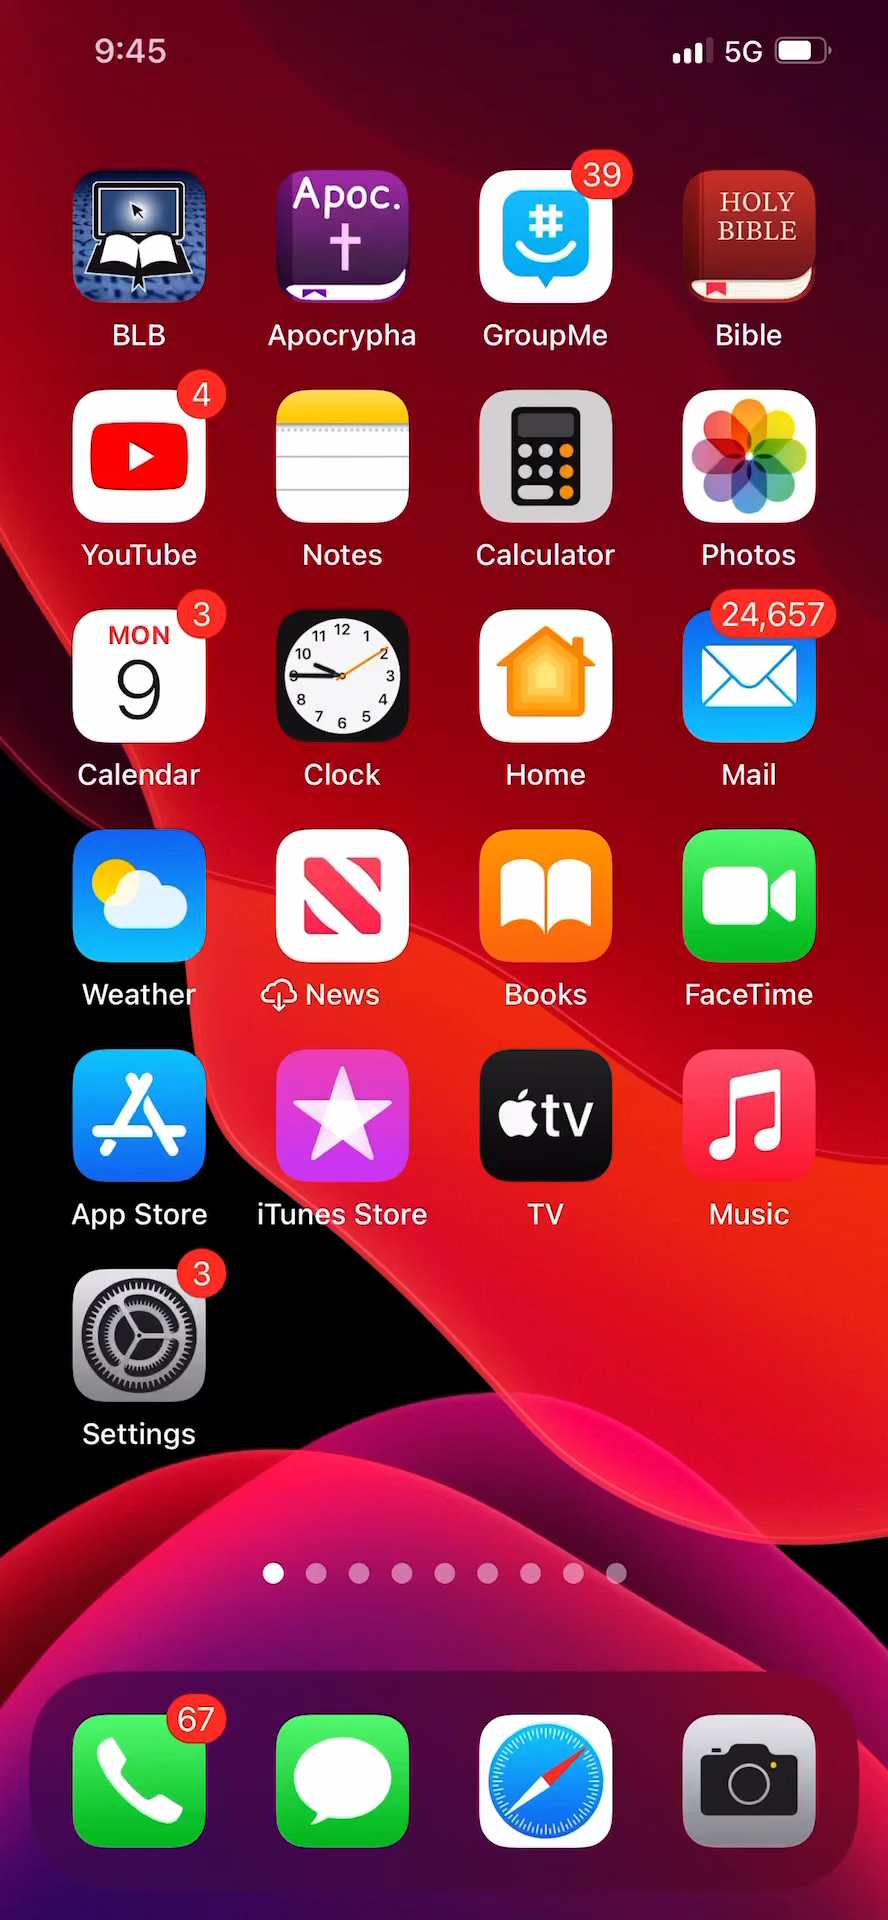 9:45 5G
Apoc. 39 HOLY
BIBLE
BLB Apocrypha GroupMe Bible
4
YouTube Notes Calculator Photos
MON 3 24,657
9 12 1 2 3 4 5 6 7 8 9 10 11
Calendar Clock Home Mail
Weather News Books FaceTime
tv
App Store iTunes Store TV Music
3
Settings
67